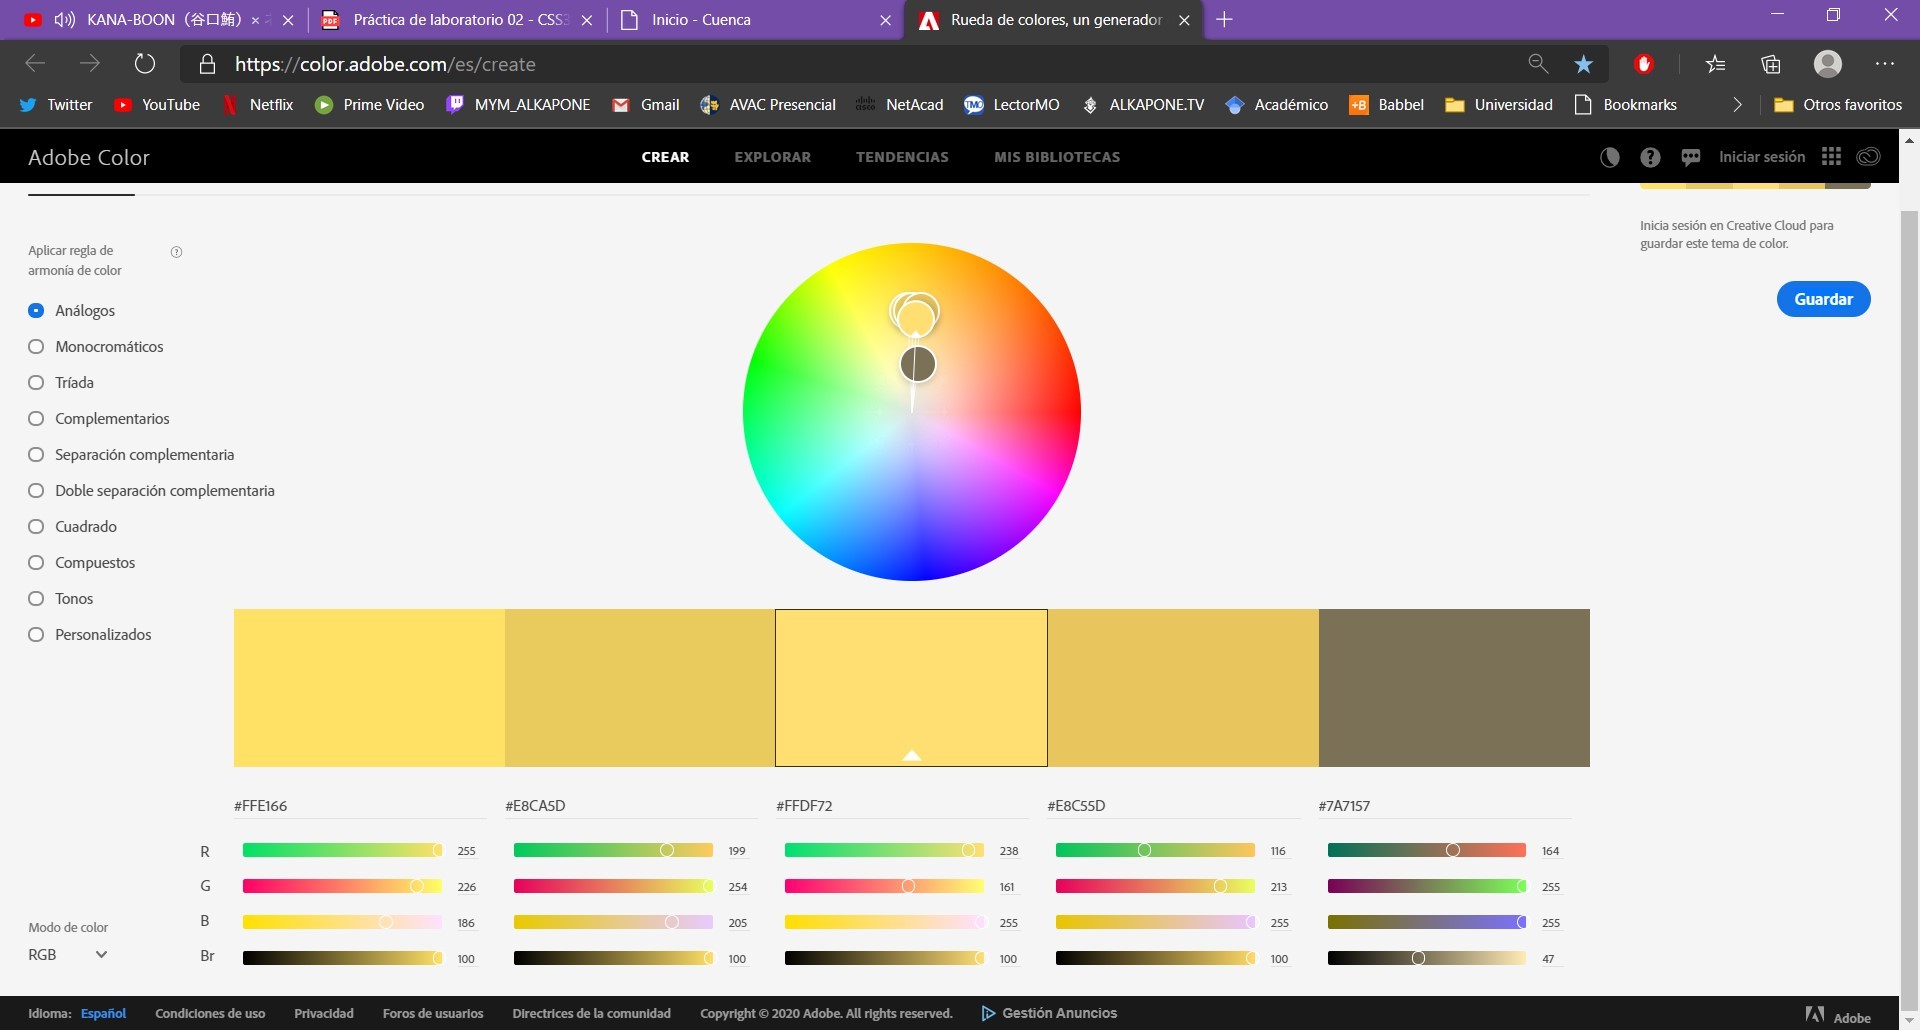 KANA-BOON（谷口鮪）×
Práctica de laboratorio 02 - CSS3
Inicio - Cuenca
Rueda de colores, un generador
https://color.adobe.com/es/create
Twitter YouTube Netflix Prime Video MYM_ALKAPONE Gmail AVAC Presencial NetAcad LectorMO ALKAPONE.TV Académico Babbel Universidad Bookmarks Otros favoritos
Adobe Color CREAR EXPLORAR TENDENCIAS MIS BIBLIOTECAS Iniciar sesión
Inicia sesión en Creative Cloud para
guardar este tema de color.
Guardar
Aplicar regla de
armonía de color
Análogos
Monocromáticos
Tríada
Complementarios
Separación complementaria
Doble separación complementaria
Cuadrado
Compuestos
Tonos
Personalizados
#FFE166 #E8CA5D #FFDF72 #E8C55D #7A7157
R 255 199 238 116 164
G 226 254 161 213 255
B 186 205 255 255 255
Br 100 100 100 100 47
Modo de color
RGB
Idioma: Español Condiciones de uso Privacidad Foros de usuarios Directrices de la comunidad Copyright © 2020 Adobe. All rights reserved. Gestión Anuncios Adobe